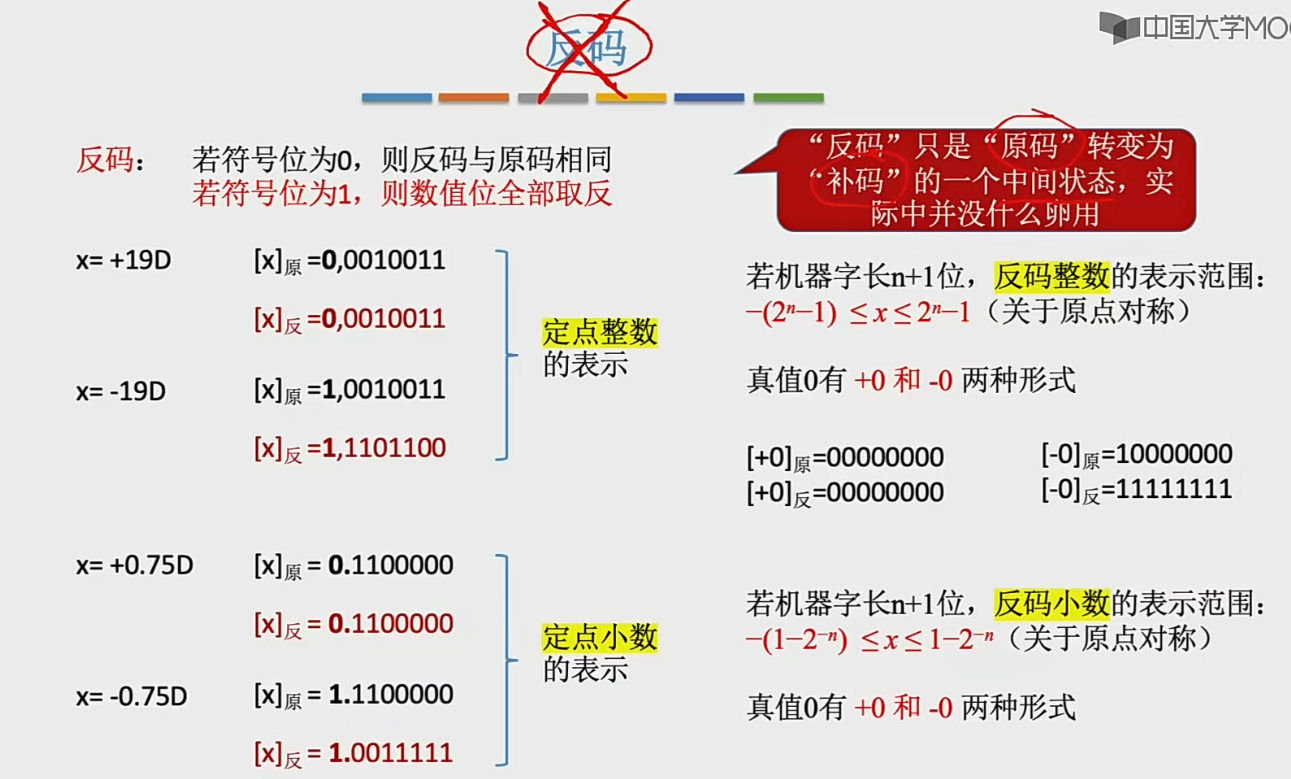 中国大学MOO
反码
反码： 若符号位为0，则反码与原码相同
若符号位为1，则数值位全部取反
“反码”只是“原码”转变为
“补码”的一个中间状态，实
际中并没什么卵用
x= +19D [x]原 =0,0010011
[x]反 =0,0010011
x= -19D [x]原 =1,0010011
[x]反 =1,1101100
定点整数
的表示
若机器字长n+1位，反码整数的表示范围：
−(2ⁿ−1) ≤ x ≤ 2ⁿ−1（关于原点对称）
真值0有 +0 和 -0 两种形式
[+0]原=00000000 [-0]原=10000000
[+0]反=00000000 [-0]反=11111111
x= +0.75D [x]原 = 0.1100000
[x]反 = 0.1100000
x= -0.75D [x]原 = 1.1100000
[x]反 = 1.0011111
定点小数
的表示
若机器字长n+1位，反码小数的表示范围：
−(1−2⁻ⁿ) ≤ x ≤ 1−2⁻ⁿ（关于原点对称）
真值0有 +0 和 -0 两种形式